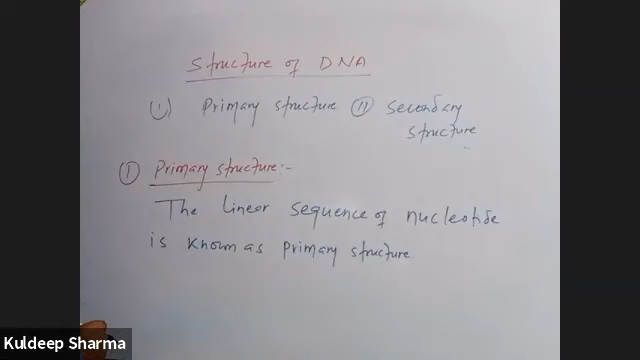 Structure of DNA
(i) Primary structure (ii) Secondary
structure
(I) Primary structure:-
The linear sequence of nucleotide
is known as primary structure
Kuldeep Sharma